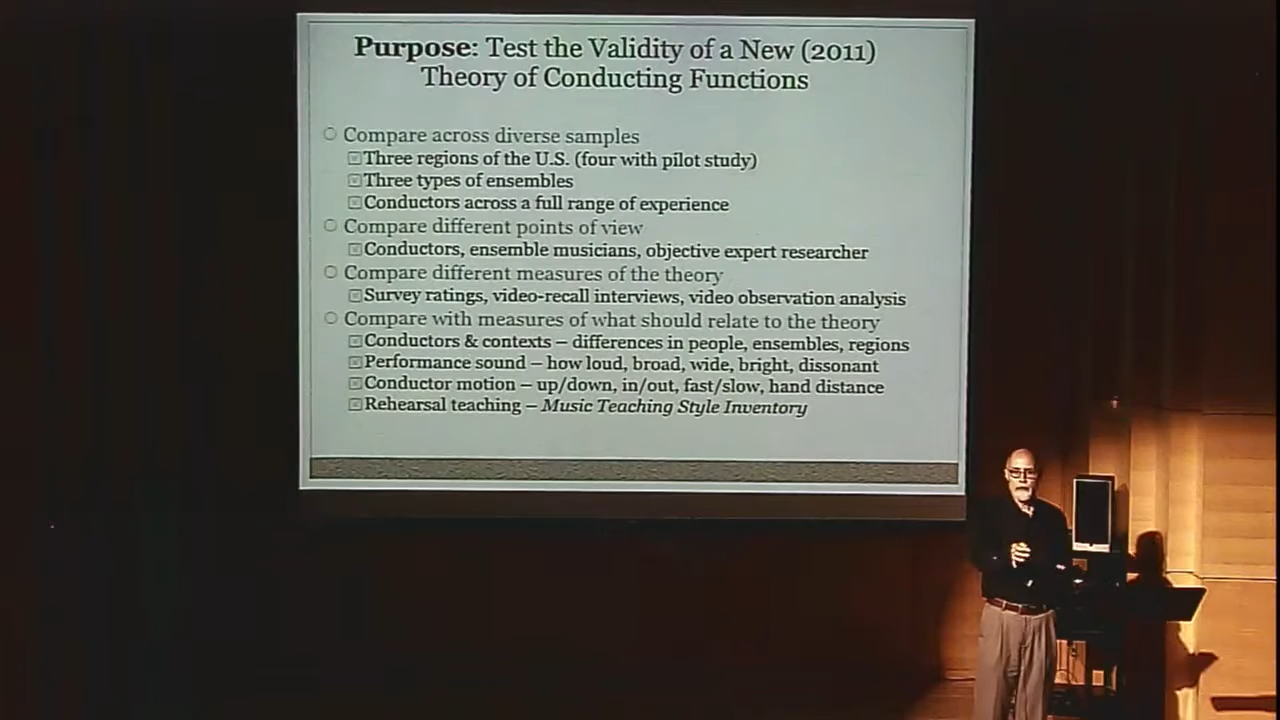 Purpose: Test the Validity of a New (2011)
Theory of Conducting Functions
Compare across diverse samples
Three regions of the U.S. (four with pilot study)
Three types of ensembles
Conductors across a full range of experience
Compare different points of view
Conductors, ensemble musicians, objective expert researcher
Compare different measures of the theory
Survey ratings, video-recall interviews, video observation analysis
Compare with measures of what should relate to the theory
Conductors & contexts – differences in people, ensembles, regions
Performance sound – how loud, broad, wide, bright, dissonant
Conductor motion – up/down, in/out, fast/slow, hand distance
Rehearsal teaching – Music Teaching Style Inventory